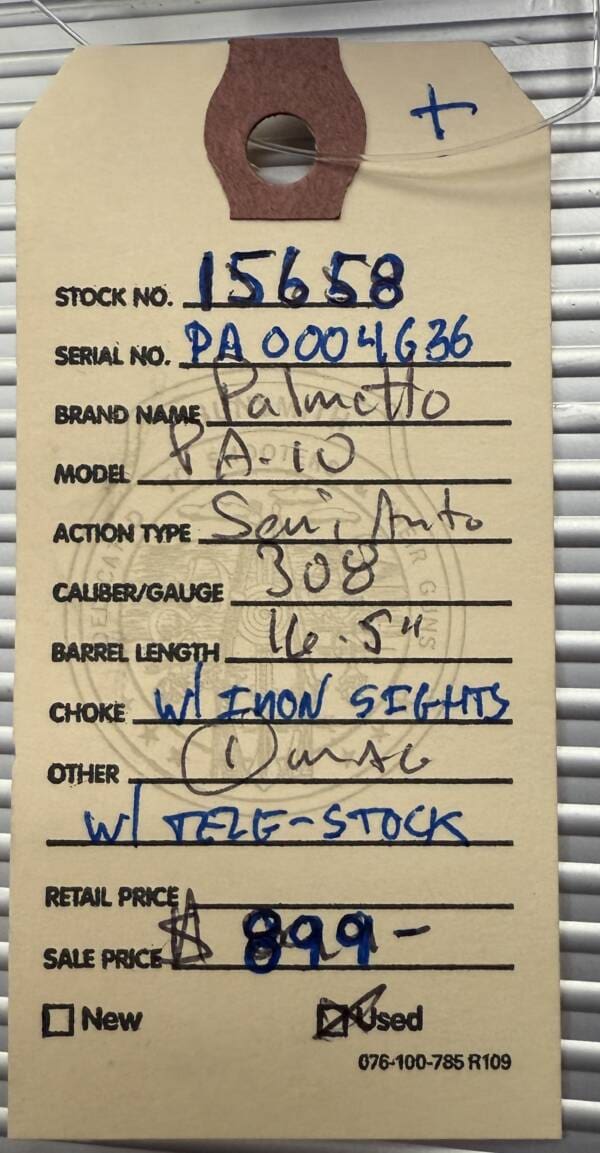 +
STOCK NO. 15658
SERIAL NO. PA 0004636
BRAND NAME Palmetto
MODEL PA-10
ACTION TYPE Semi Auto
CALIBER/GAUGE 308
BARREL LENGTH 16.5"
CHOKE W/ IRON SIGHTS
OTHER 1 MAG
W/ TELE-STOCK
RETAIL PRICE
SALE PRICE $ 899-
New Used
076-100-785 R109